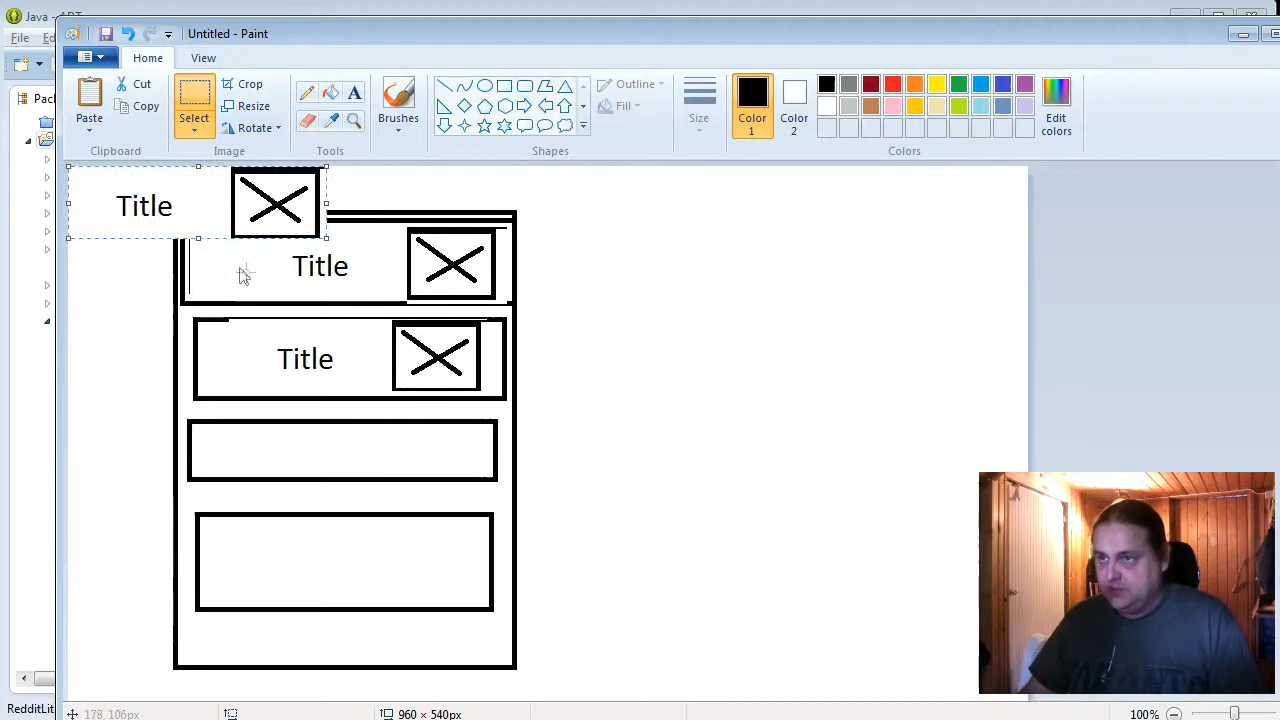 Java - ART
Untitled - Paint
File Ed
Home View
Cut
Copy
Paste
Clipboard
Crop
Resize
Rotate
Select
Image
Tools
Brushes
Outline
Fill
Shapes
Size
Color 1
Color 2
Edit colors
Colors
Pack
Title
Title
Title
RedditLit
178, 106px
960 × 540px
100%